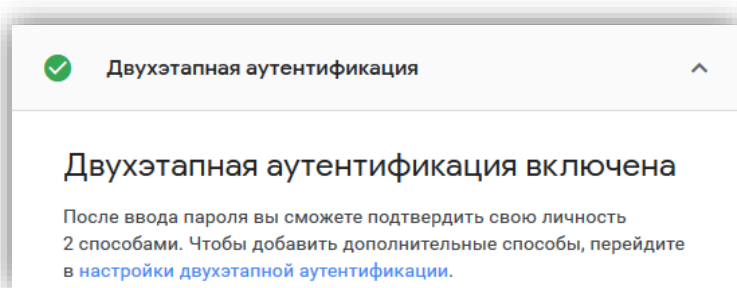 Двухэтапная аутентификация
Двухэтапная аутентификация включена
После ввода пароля вы сможете подтвердить свою личность
2 способами. Чтобы добавить дополнительные способы, перейдите
в настройки двухэтапной аутентификации.